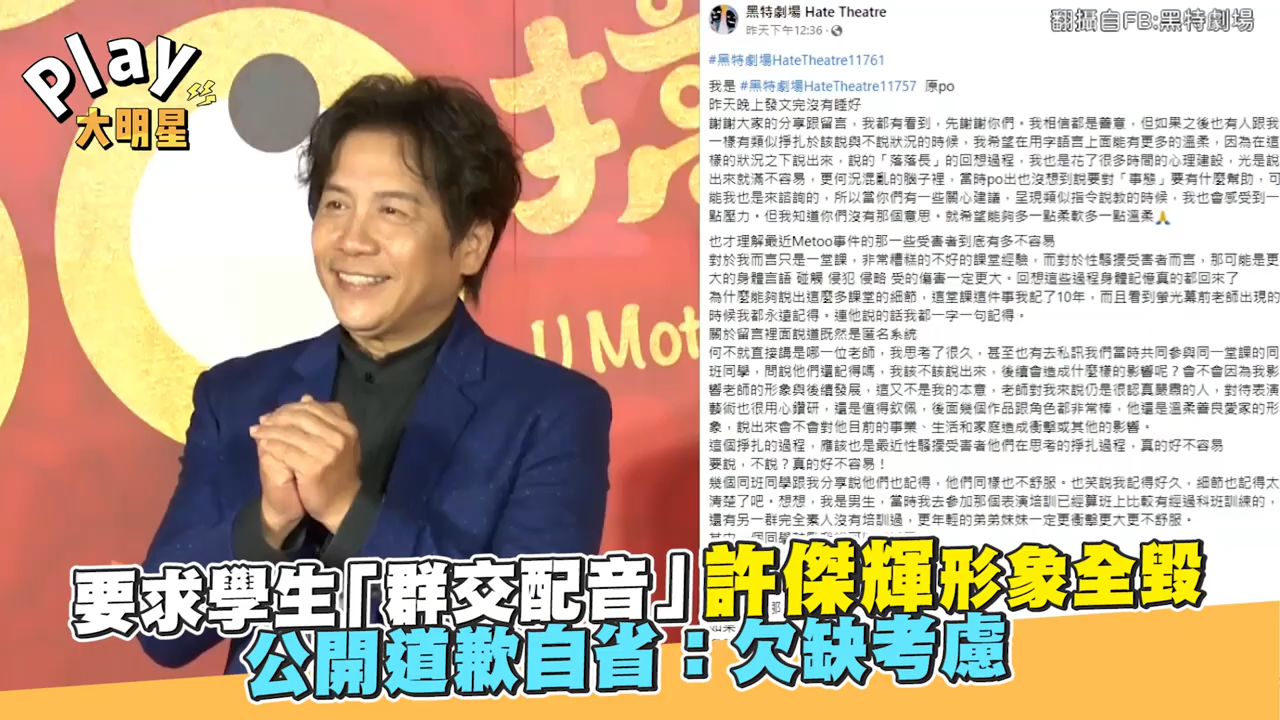 Play
大明星
搞
U Mot
黑特劇場 Hate Theatre
昨天下午12:36
翻攝自FB:黑特劇場
#黑特劇場HateTheatre11761
我是 #黑特劇場HateTheatre11757 原po
昨天晚上發文完沒有睡好
謝謝大家的分享跟留言，我都有看到，先謝謝你們。我相信都是善意，但如果之後也有人跟我
一樣有類似掙扎於該說與不說狀況的時候，我希望在用字語言上面能有更多的溫柔，因為在這
樣的狀況之下說出來，說的「落落長」的回想過程，我也是花了很多時間的心理建設，光是說
出來就滿不容易，更何況混亂的腦子裡，當時po出也沒想到說要對「事態」要有什麼幫助，可
能我也是來諮詢的，所以當你們有一些關心建議，呈現類似指令說教的時候，我也會感受到一
點壓力。但我知道你們沒有那個意思。就希望能夠多一點柔軟多一點溫柔🙏
也才理解最近Metoo事件的那一些受害者到底有多不容易
對於我而言只是一堂課，非常糟糕的不好的課堂經驗，而對於性騷擾受害者而言，那可能是更
大的身體言語 碰觸 侵犯 侵略 受的傷害一定更大。回想這些過程身體記憶真的都回來了
為什麼能夠說出這麼多課堂的細節，這堂課這件事我記了10年，而且看到螢光幕前老師出現的
時候我都永遠記得。連他說的話我都一字一句記得。
關於留言裡面說道既然是匿名系統
何不就直接講是哪一位老師，我思考了很久，甚至也有去私訊我們當時共同參與同一堂課的同
班同學，問說他們還記得嗎，我該不該說出來，後續會造成什麼樣的影響呢？會不會因為我影
響老師的形象與後續發展，這又不是我的本意，老師對我來說仍是很認真嚴肅的人，對待表演
藝術也很用心鑽研，還是值得欽佩，後面幾個作品跟角色都非常棒，他還是溫柔善良愛家的形
象，說出來會不會對他目前的事業、生活和家庭造成衝擊或其他的影響。
這個掙扎的過程，應該也是最近性騷擾受害者他們在思考的掙扎過程，真的好不容易
要說，不說？真的好不容易！
幾個同班同學跟我分享說他們也記得，他們同樣也不舒服。也笑說我記得好久，細節也記得太
清楚了吧。想想，我是男生，當時我去參加那個表演培訓已經算班上比較有經過科班訓練的，
還有另一群完全素人沒有培訓過，更年輕的弟弟妹妹一定更衝擊更大更不舒服。
要求學生「群交配音」許傑輝形象全毀
那
如果
公開道歉自省：欠缺考慮